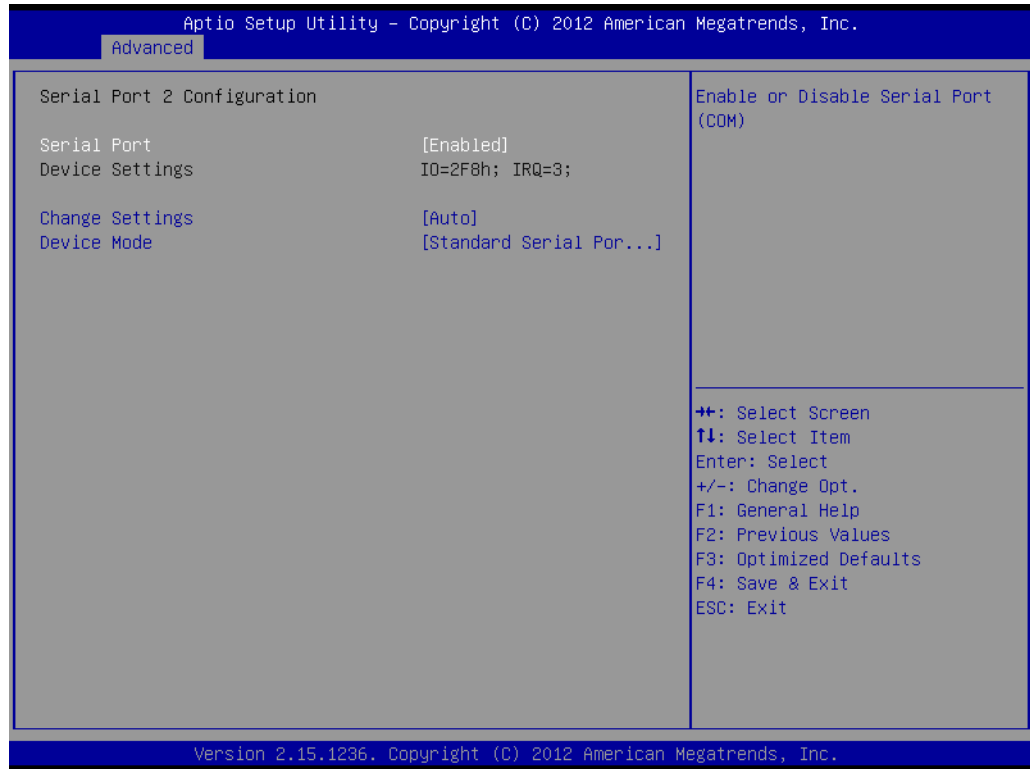 Aptio Setup Utility – Copyright (C) 2012 American Megatrends, Inc.
Advanced
Serial Port 2 Configuration
Serial Port [Enabled]
Device Settings IO=2F8h; IRQ=3;
Change Settings [Auto]
Device Mode [Standard Serial Por...]
Enable or Disable Serial Port
(COM)
→←: Select Screen
↑↓: Select Item
Enter: Select
+/-: Change Opt.
F1: General Help
F2: Previous Values
F3: Optimized Defaults
F4: Save & Exit
ESC: Exit
Version 2.15.1236. Copyright (C) 2012 American Megatrends, Inc.